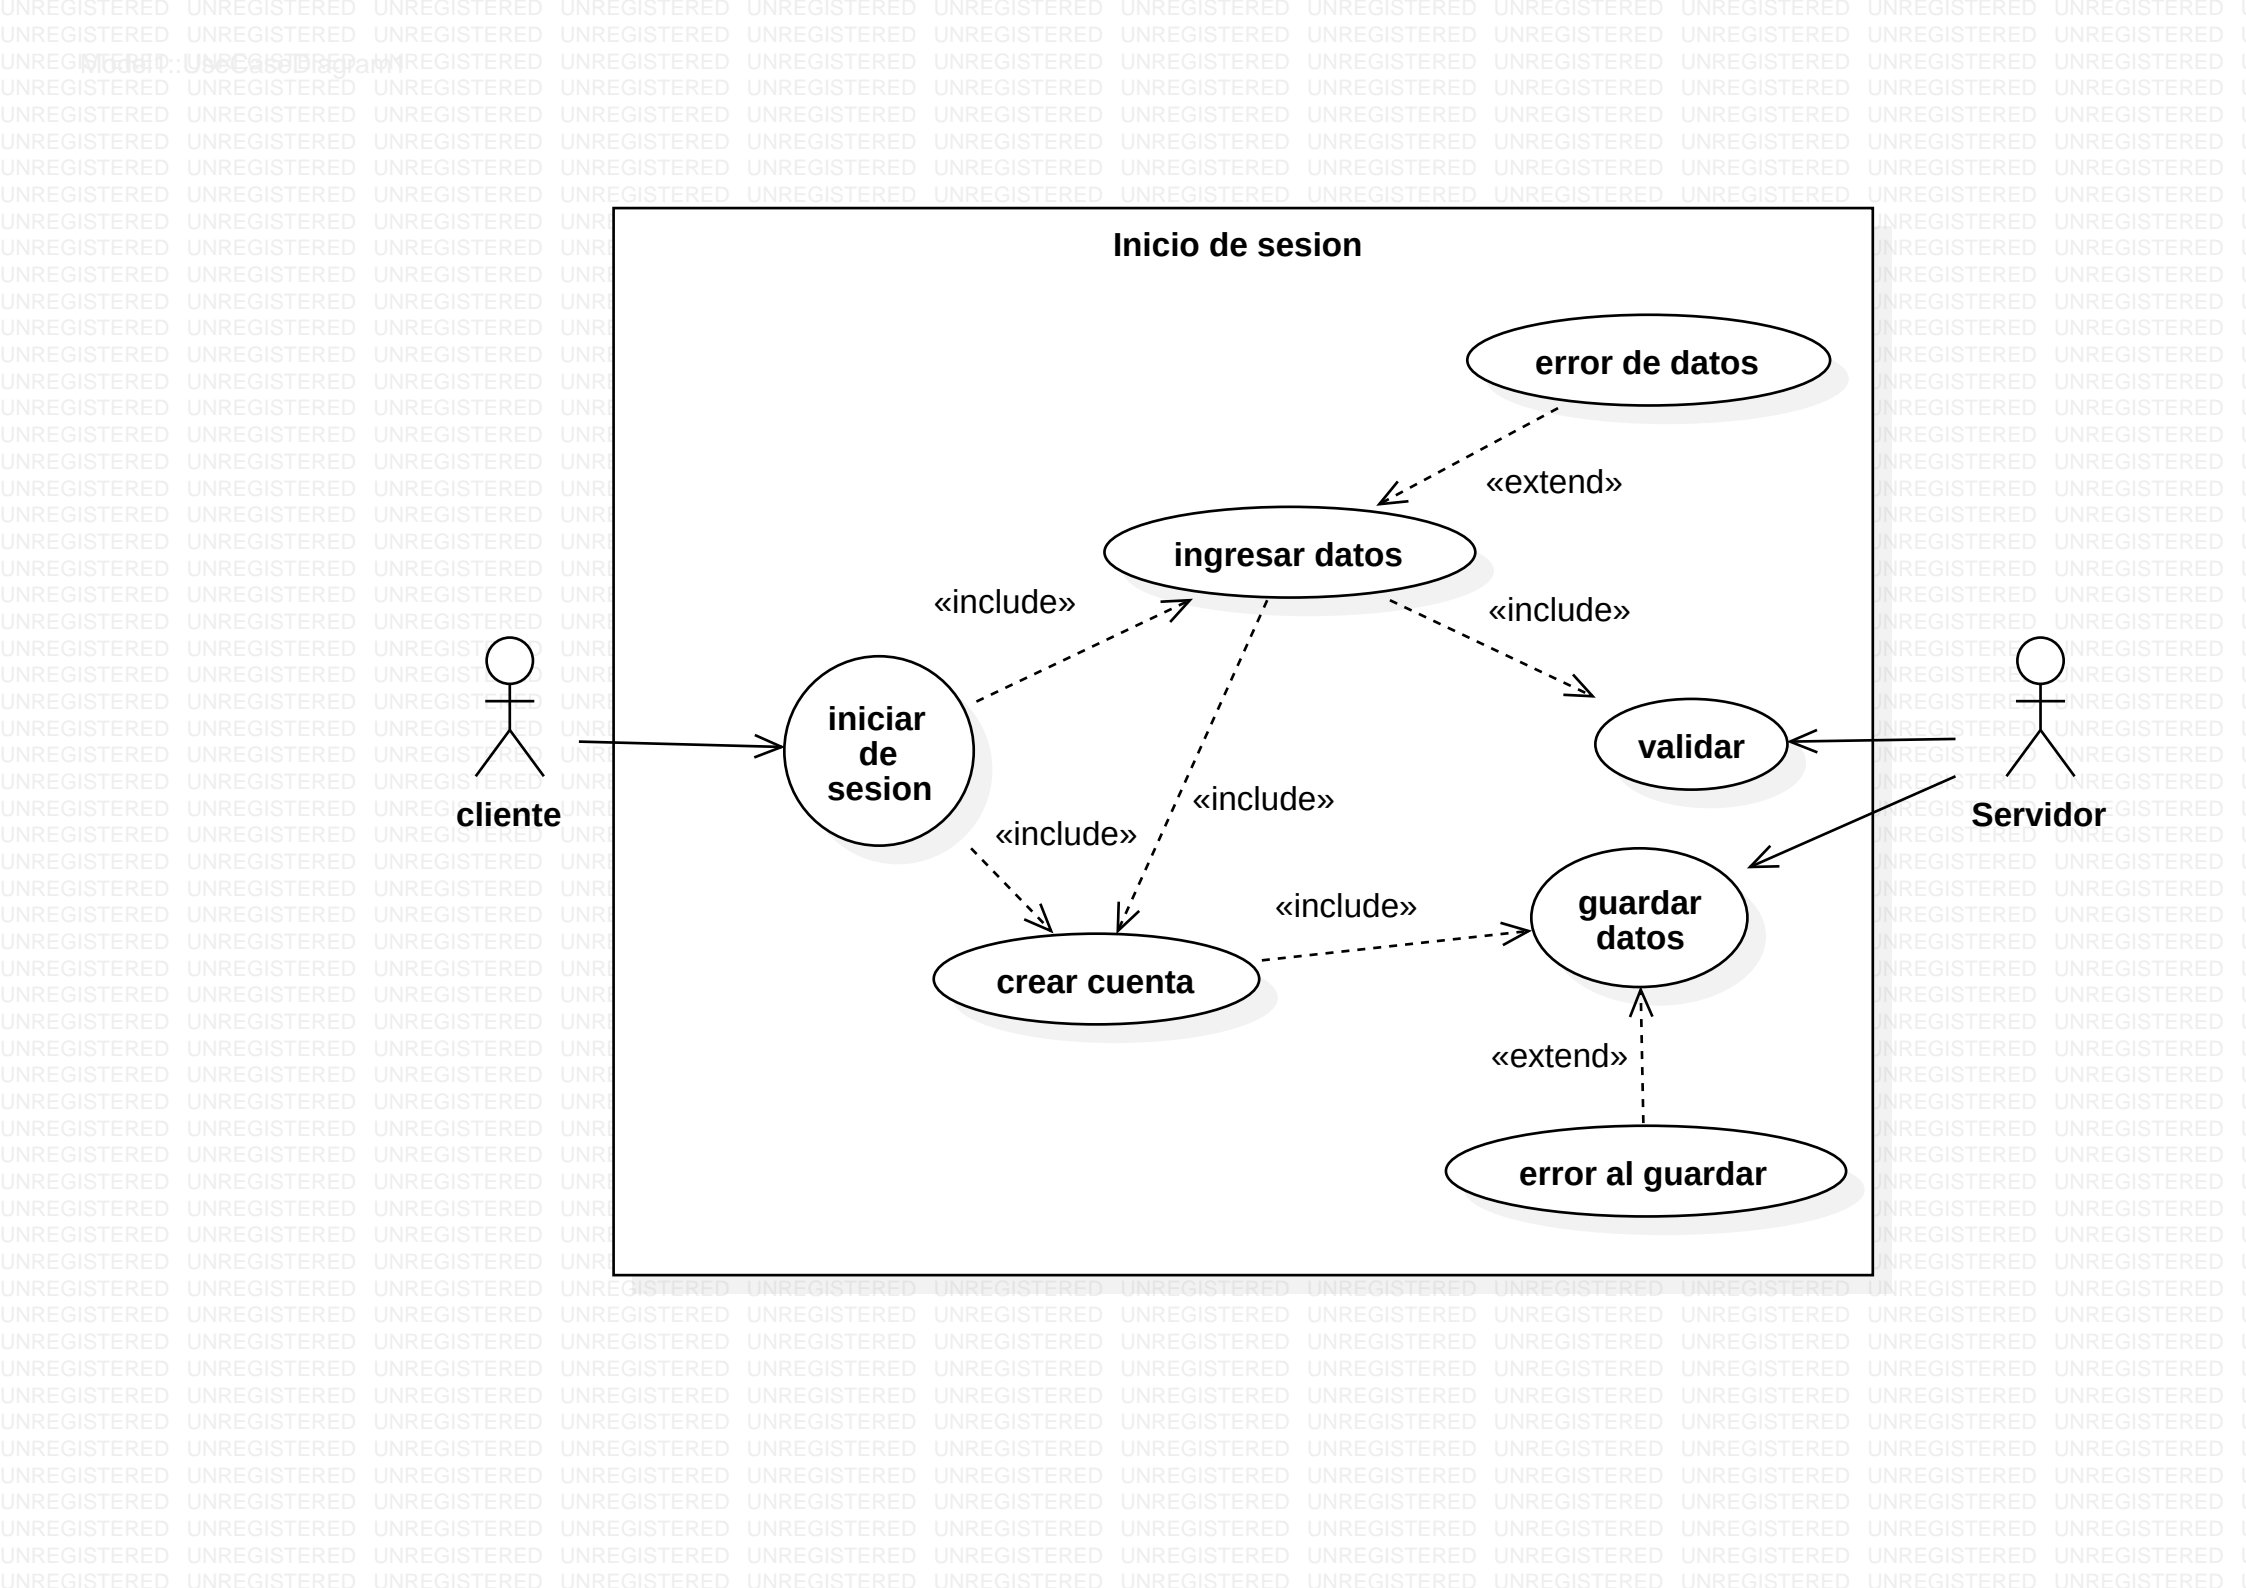 Model1::UseCaseDiagram1
Inicio de sesion
error de datos
«extend»
ingresar datos
«include»
«include»
iniciar
de
sesion
validar
cliente
Servidor
«include»
«include»
«include»
guardar
datos
crear cuenta
«extend»
error al guardar
UNREGISTERED